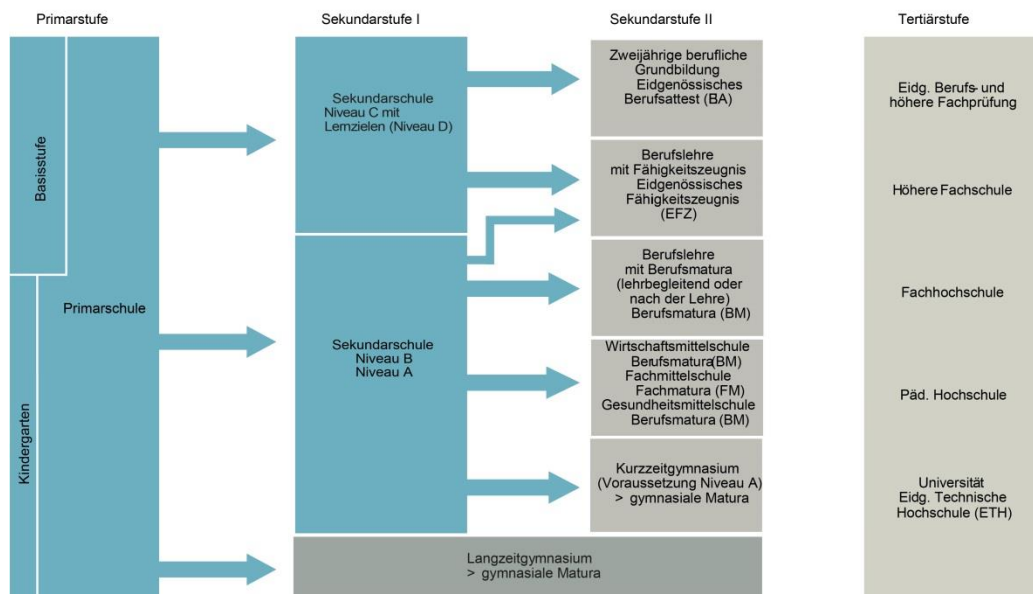 Primarstufe
Sekundarstufe I
Sekundarstufe II
Tertiärstufe
Basisstufe
Kindergarten
Primarschule
Sekundarschule
Niveau C mit
Lernzielen (Niveau D)
Sekundarschule
Niveau B
Niveau A
Zweijährige berufliche
Grundbildung
Eidgenössisches
Berufsattest (BA)
Berufslehre
mit Fähigkeitszeugnis
Eidgenössisches
Fähigkeitszeugnis
(EFZ)
Berufslehre
mit Berufsmatura
(lehrbegleitend oder
nach der Lehre)
Berufsmatura (BM)
Wirtschaftsmittelschule
Berufsmatura(BM)
Fachmittelschule
Fachmatura (FM)
Gesundheitsmittelschule
Berufsmatura (BM)
Kurzzeitgymnasium
(Voraussetzung Niveau A)
> gymnasiale Matura
Langzeitgymnasium
> gymnasiale Matura
Eidg. Berufs- und
höhere Fachprüfung
Höhere Fachschule
Fachhochschule
Päd. Hochschule
Universität
Eidg. Technische
Hochschule (ETH)